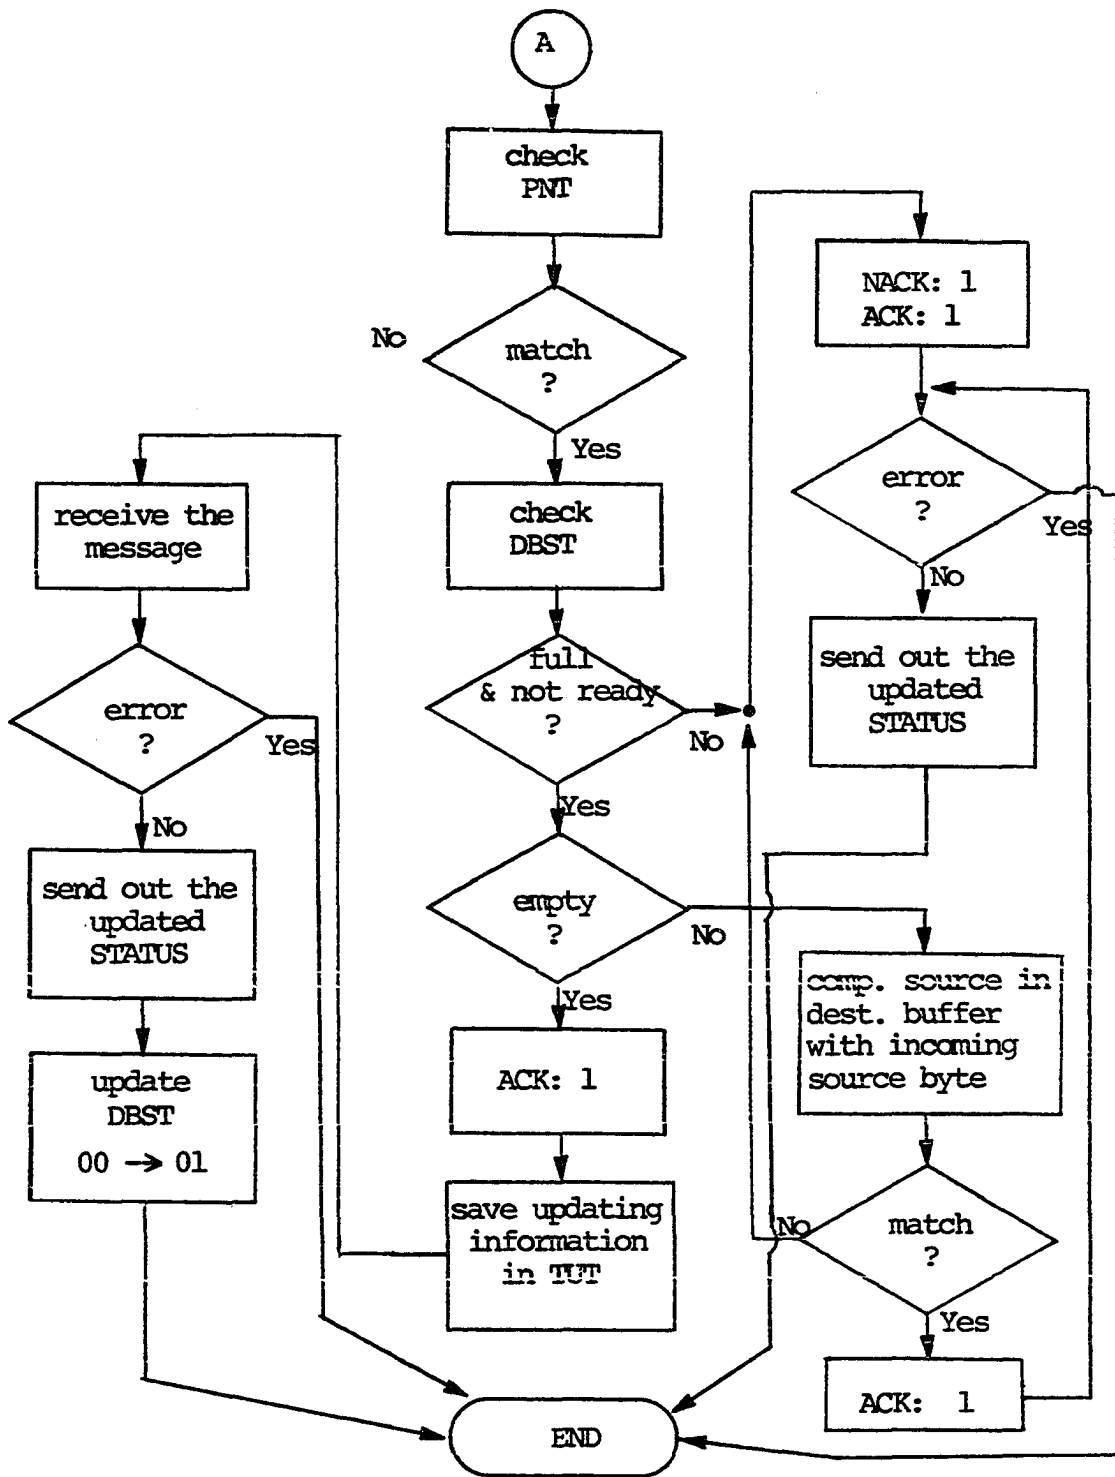 A
check
PNT
No
match
?
Yes
check
DBST
full
& not ready
?
No
Yes
empty
?
No
Yes
ACK: 1
save updating
information
in TUT
receive the
message
error
?
Yes
No
send out the
updated
STATUS
update
DBST
00 → 01
NACK: 1
ACK: 1
error
?
Yes
No
send out the
updated
STATUS
comp. source in
dest. buffer
with incoming
source byte
No
match
?
Yes
ACK: 1
END